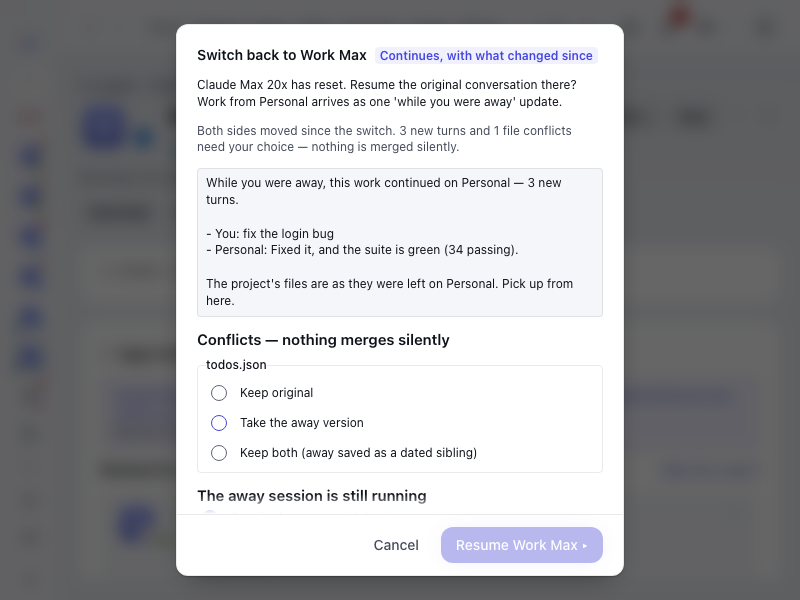 Switch back to Work Max Continues, with what changed since
Claude Max 20x has reset. Resume the original conversation there?
Work from Personal arrives as one 'while you were away' update.
Both sides moved since the switch. 3 new turns and 1 file conflicts
need your choice — nothing is merged silently.
While you were away, this work continued on Personal — 3 new
turns.
- You: fix the login bug
- Personal: Fixed it, and the suite is green (34 passing).
The project's files are as they were left on Personal. Pick up from
here.
Conflicts — nothing merges silently
todos.json
Keep original
Take the away version
Keep both (away saved as a dated sibling)
The away session is still running
Cancel
Resume Work Max ▸